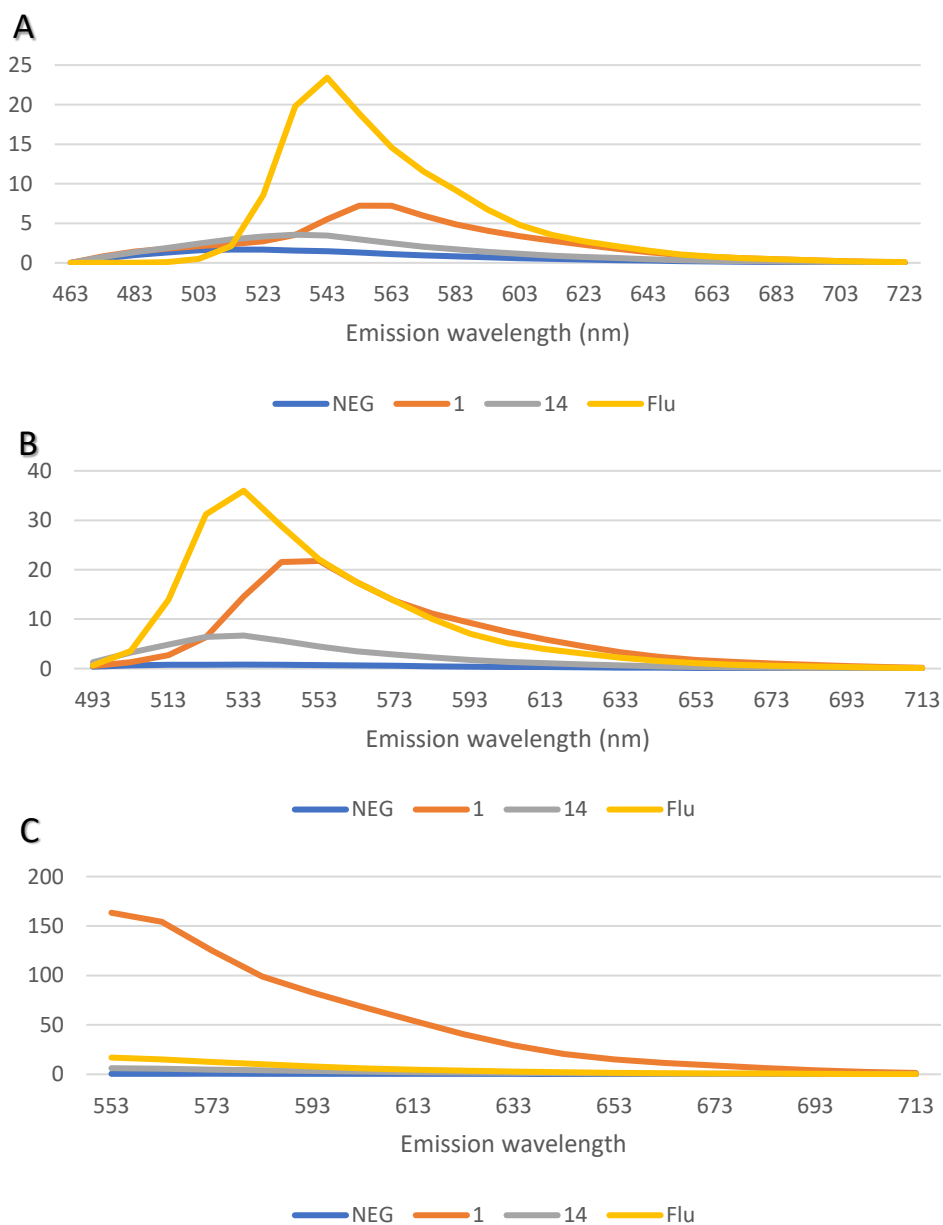 A
25
20
15
10
5
0
463 483 503 523 543 563 583 603 623 643 663 683 703 723
Emission wavelength (nm)
NEG 1 14 Flu
B
40
30
20
10
0
493 513 533 553 573 593 613 633 653 673 693 713
Emission wavelength (nm)
NEG 1 14 Flu
C
200
150
100
50
0
553 573 593 613 633 653 673 693 713
Emission wavelength
NEG 1 14 Flu